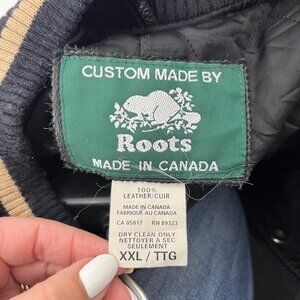 CUSTOM MADE BY
Roots
MADE IN CANADA
100%
LEATHER/CUIR
MADE IN CANADA
FABRIQUÉ AU CANADA
CA 05017 RN 89323
DRY CLEAN ONLY
NETTOYER A SEC
SEULEMENT
XXL / TTG